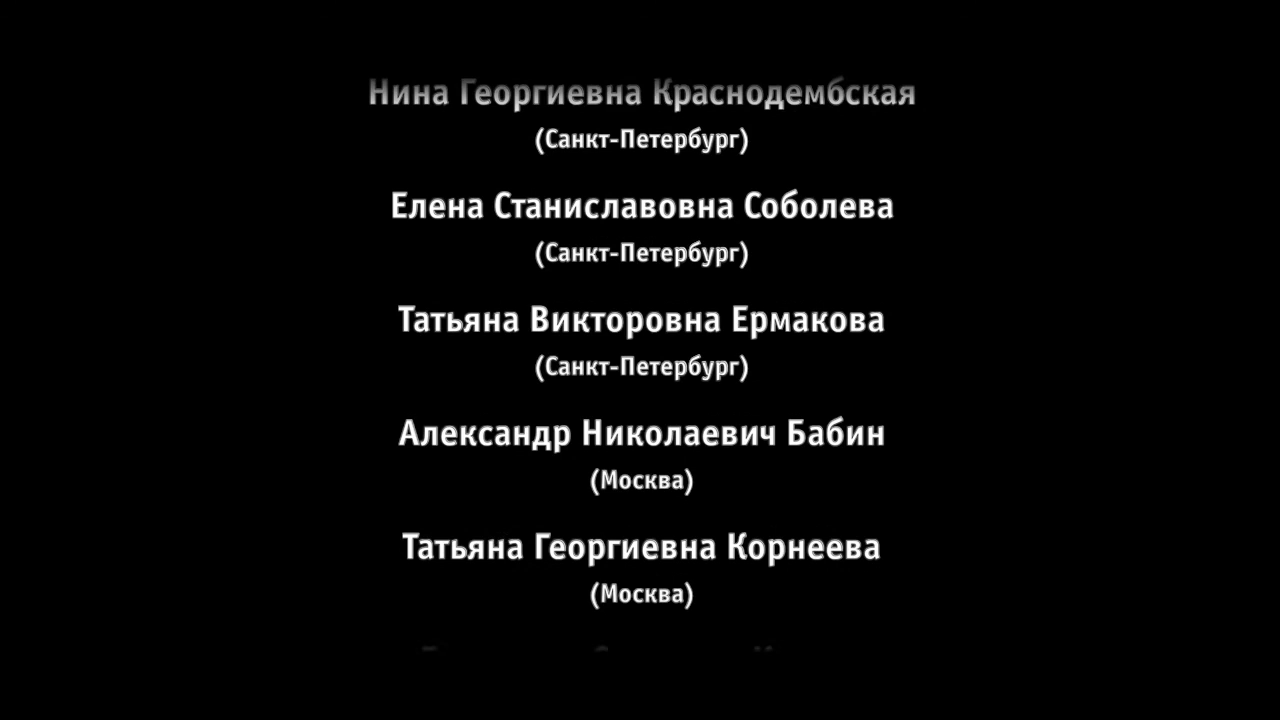 Нина Георгиевна Краснодембская
(Санкт-Петербург)
Елена Станиславовна Соболева
(Санкт-Петербург)
Татьяна Викторовна Ермакова
(Санкт-Петербург)
Александр Николаевич Бабин
(Москва)
Татьяна Георгиевна Корнеева
(Москва)